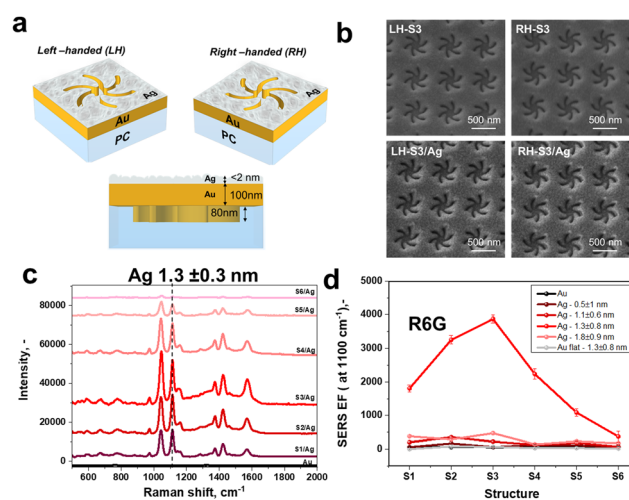 a
Left –handed (LH)
Right –handed (RH)
Ag
Au
PC
Ag
Au
PC
Ag
<2 nm
Au
100nm
80nm
b
LH-S3
RH-S3
500 nm
500 nm
LH-S3/Ag
RH-S3/Ag
500 nm
500 nm
c
Ag 1.3 ±0.3 nm
Intensity, -
80000
60000
40000
20000
0
S6/Ag
S5/Ag
S4/Ag
S3/Ag
S2/Ag
S1/Ag
Au
600 800 1000 1200 1400 1600 1800 2000
Raman shift, cm-1
d
SERS EF ( at 1100 cm-1),-
5000
4000
3000
2000
1000
0
R6G
Au
Ag - 0.5±1 nm
Ag - 1.1±0.6 nm
Ag - 1.3±0.8 nm
Ag - 1.8±0.9 nm
Au flat - 1.3±0.8 nm
S1 S2 S3 S4 S5 S6
Structure